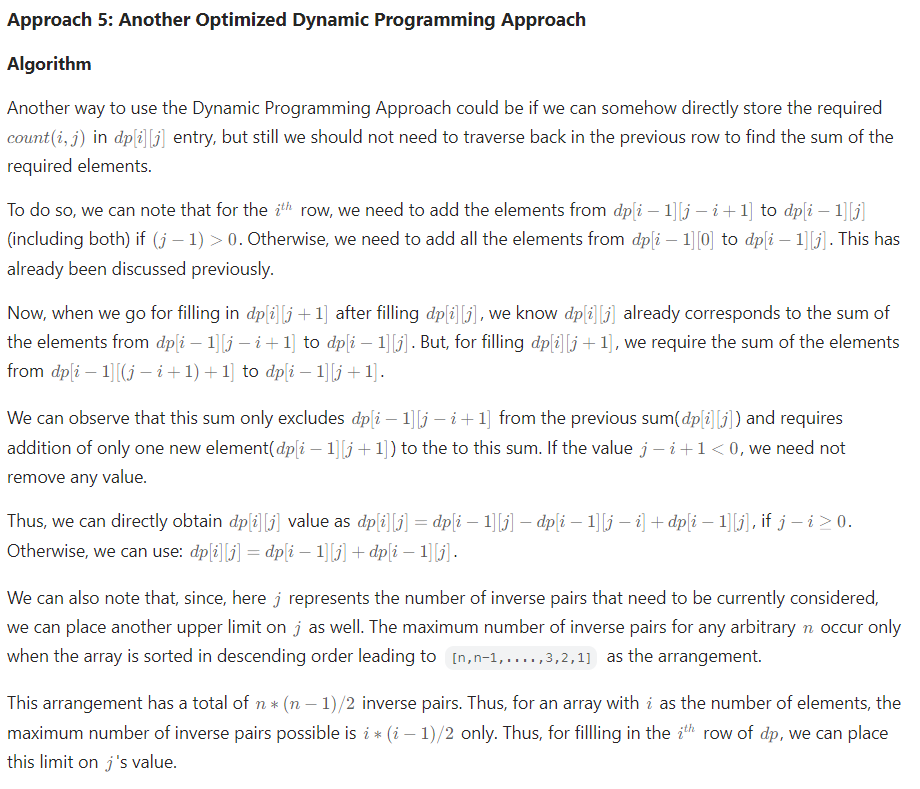 Approach 5: Another Optimized Dynamic Programming Approach
Algorithm
Another way to use the Dynamic Programming Approach could be if we can somehow directly store the required
count(i, j) in dp[i][j] entry, but still we should not need to traverse back in the previous row to find the sum of the
required elements.
To do so, we can note that for the i^{th} row, we need to add the elements from dp[i − 1][j − i + 1] to dp[i − 1][j]
(including both) if (j − 1) > 0. Otherwise, we need to add all the elements from dp[i − 1][0] to dp[i − 1][j]. This has
already been discussed previously.
Now, when we go for filling in dp[i][j + 1] after filling dp[i][j], we know dp[i][j] already corresponds to the sum of
the elements from dp[i − 1][j − i + 1] to dp[i − 1][j]. But, for filling dp[i][j + 1], we require the sum of the elements
from dp[i − 1][(j − i + 1) + 1] to dp[i − 1][j + 1].
We can observe that this sum only excludes dp[i − 1][j − i + 1] from the previous sum(dp[i][j]) and requires
addition of only one new element(dp[i − 1][j + 1]) to the to this sum. If the value j − i + 1 < 0, we need not
remove any value.
Thus, we can directly obtain dp[i][j] value as dp[i][j] = dp[i − 1][j] − dp[i − 1][j − i] + dp[i − 1][j], if j − i ≥ 0.
Otherwise, we can use: dp[i][j] = dp[i − 1][j] + dp[i − 1][j].
We can also note that, since, here j represents the number of inverse pairs that need to be currently considered,
we can place another upper limit on j as well. The maximum number of inverse pairs for any arbitrary n occur only
when the array is sorted in descending order leading to [n,n-1,....,3,2,1] as the arrangement.
This arrangement has a total of n * (n − 1)/2 inverse pairs. Thus, for an array with i as the number of elements, the
maximum number of inverse pairs possible is i * (i − 1)/2 only. Thus, for fillling in the i^{th} row of dp, we can place
this limit on j's value.